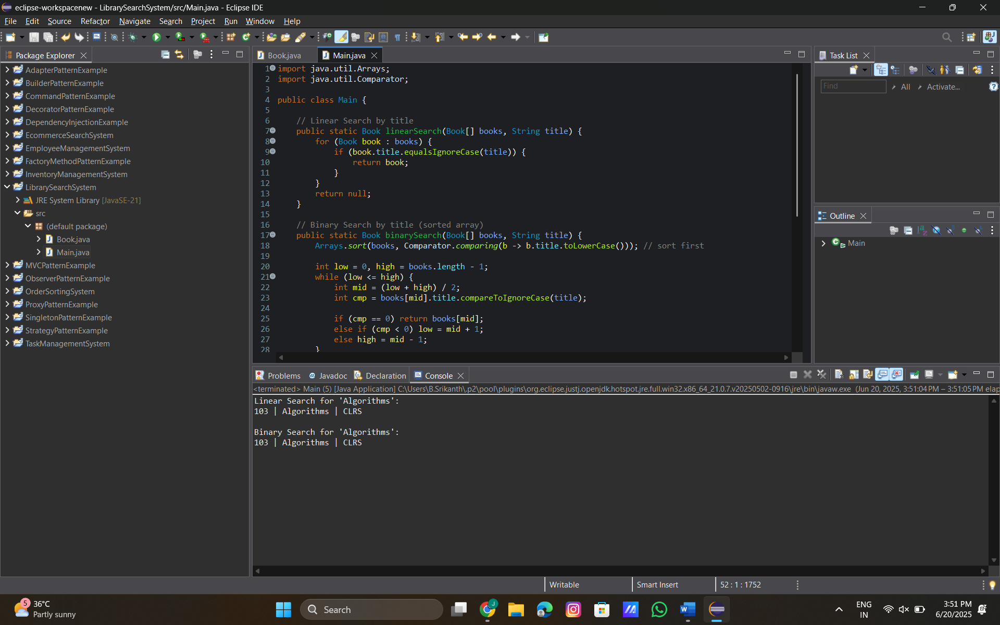 eclipse-workspacenew - LibrarySearchSystem/src/Main.java - Eclipse IDE
File Edit Source Refactor Navigate Search Project Run Window Help
Package Explorer
AdapterPatternExample
BuilderPatternExample
CommandPatternExample
DecoratorPatternExample
DependencyInjectionExample
EcommerceSearchSystem
EmployeeManagementSystem
FactoryMethodPatternExample
InventoryManagementSystem
LibrarySearchSystem
JRE System Library [JavaSE-21]
src
(default package)
Book.java
Main.java
MVCPatternExample
ObserverPatternExample
OrderSortingSystem
ProxyPatternExample
SingletonPatternExample
StrategyPatternExample
TaskManagementSystem
Book.java Main.java
1 import java.util.Arrays;
2 import java.util.Comparator;
3
4 public class Main {
5
6 // Linear Search by title
7 public static Book linearSearch(Book[] books, String title) {
8 for (Book book : books) {
9 if (book.title.equalsIgnoreCase(title)) {
10 return book;
11 }
12 }
13 return null;
14 }
15
16 // Binary Search by title (sorted array)
17 public static Book binarySearch(Book[] books, String title) {
18 Arrays.sort(books, Comparator.comparing(b -> b.title.toLowerCase())); // sort first
19
20 int low = 0, high = books.length - 1;
21 while (low <= high) {
22 int mid = (low + high) / 2;
23 int cmp = books[mid].title.compareToIgnoreCase(title);
24
25 if (cmp == 0) return books[mid];
26 else if (cmp < 0) low = mid + 1;
27 else high = mid - 1;
28 }
Task List
Find All Activate...
Outline
Main
Problems Javadoc Declaration Console
<terminated> Main (5) [Java Application] C:\Users\B.Srikanth\.p2\pool\plugins\org.eclipse.justj.openjdk.hotspot.jre.full.win32.x86_64_21.0.7.v20250502-0916\jre\bin\javaw.exe (Jun 20, 2025, 3:51:04 PM – 3:51:05 PM elap
Linear Search for 'Algorithms':
103 | Algorithms | CLRS
Binary Search for 'Algorithms':
103 | Algorithms | CLRS
Writable Smart Insert 52 : 1 : 1752
5
36°C
Partly sunny
Search
J
ENG
IN
3:51 PM
6/20/2025